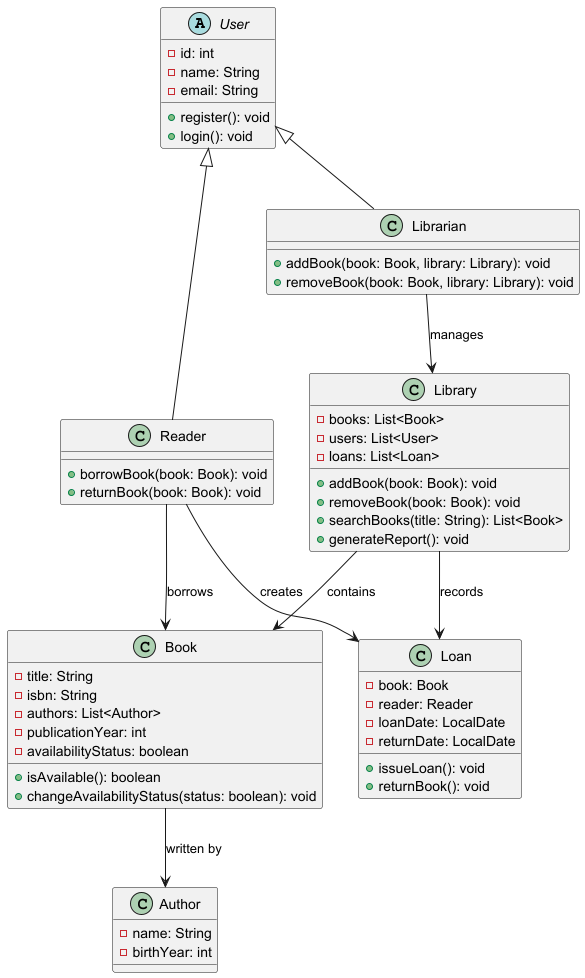 A User
id: int
name: String
email: String
register(): void
login(): void
C Librarian
addBook(book: Book, library: Library): void
removeBook(book: Book, library: Library): void
manages
C Library
books: List<Book>
users: List<User>
loans: List<Loan>
addBook(book: Book): void
removeBook(book: Book): void
searchBooks(title: String): List<Book>
generateReport(): void
C Reader
borrowBook(book: Book): void
returnBook(book: Book): void
borrows
creates
contains
records
C Book
title: String
isbn: String
authors: List<Author>
publicationYear: int
availabilityStatus: boolean
isAvailable(): boolean
changeAvailabilityStatus(status: boolean): void
C Loan
book: Book
reader: Reader
loanDate: LocalDate
returnDate: LocalDate
issueLoan(): void
returnBook(): void
written by
C Author
name: String
birthYear: int